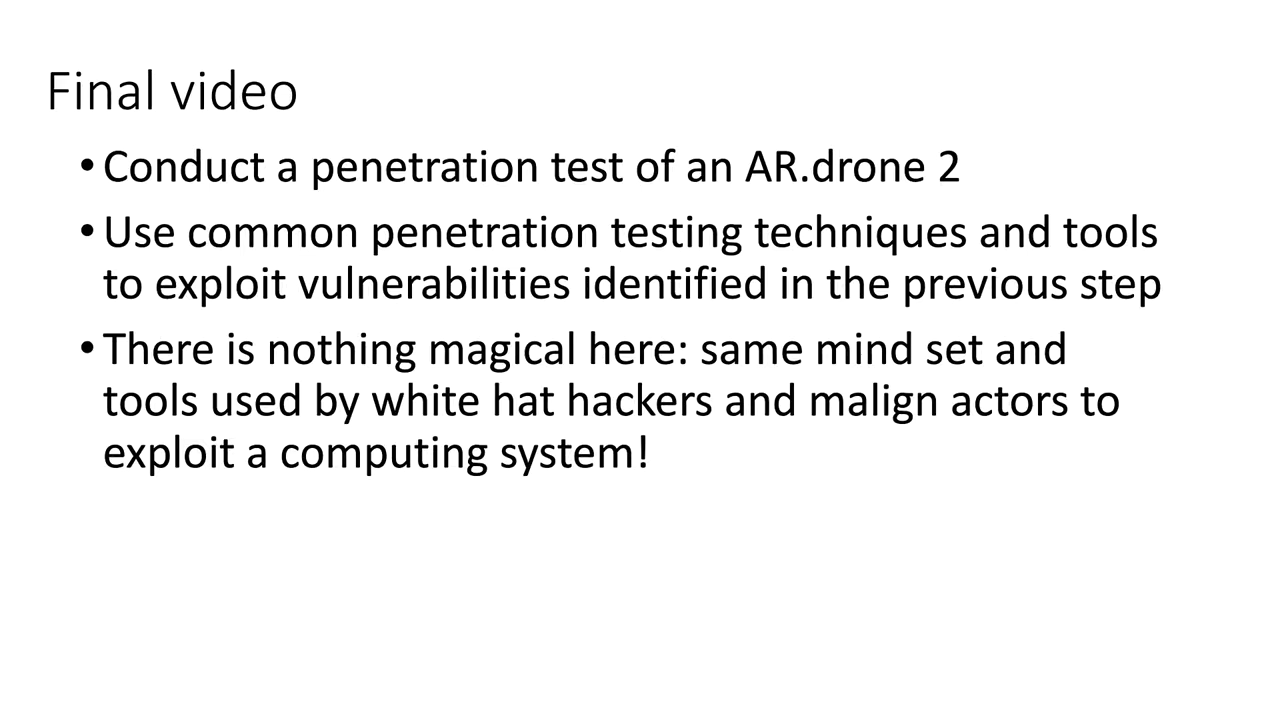 Final video
• Conduct a penetration test of an AR.drone 2
• Use common penetration testing techniques and tools
to exploit vulnerabilities identified in the previous step
• There is nothing magical here: same mind set and
tools used by white hat hackers and malign actors to
exploit a computing system!